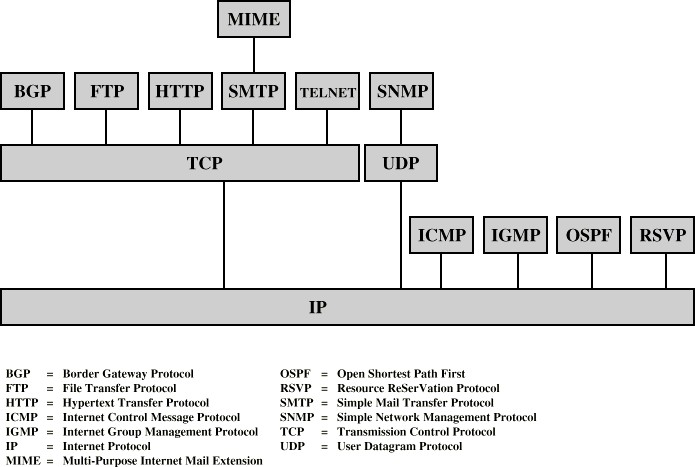 MIME
BGP FTP HTTP SMTP TELNET SNMP
TCP UDP
ICMP IGMP OSPF RSVP
IP
BGP = Border Gateway Protocol
FTP = File Transfer Protocol
HTTP = Hypertext Transfer Protocol
ICMP = Internet Control Message Protocol
IGMP = Internet Group Management Protocol
IP = Internet Protocol
MIME = Multi-Purpose Internet Mail Extension
OSPF = Open Shortest Path First
RSVP = Resource ReSerVation Protocol
SMTP = Simple Mail Transfer Protocol
SNMP = Simple Network Management Protocol
TCP = Transmission Control Protocol
UDP = User Datagram Protocol